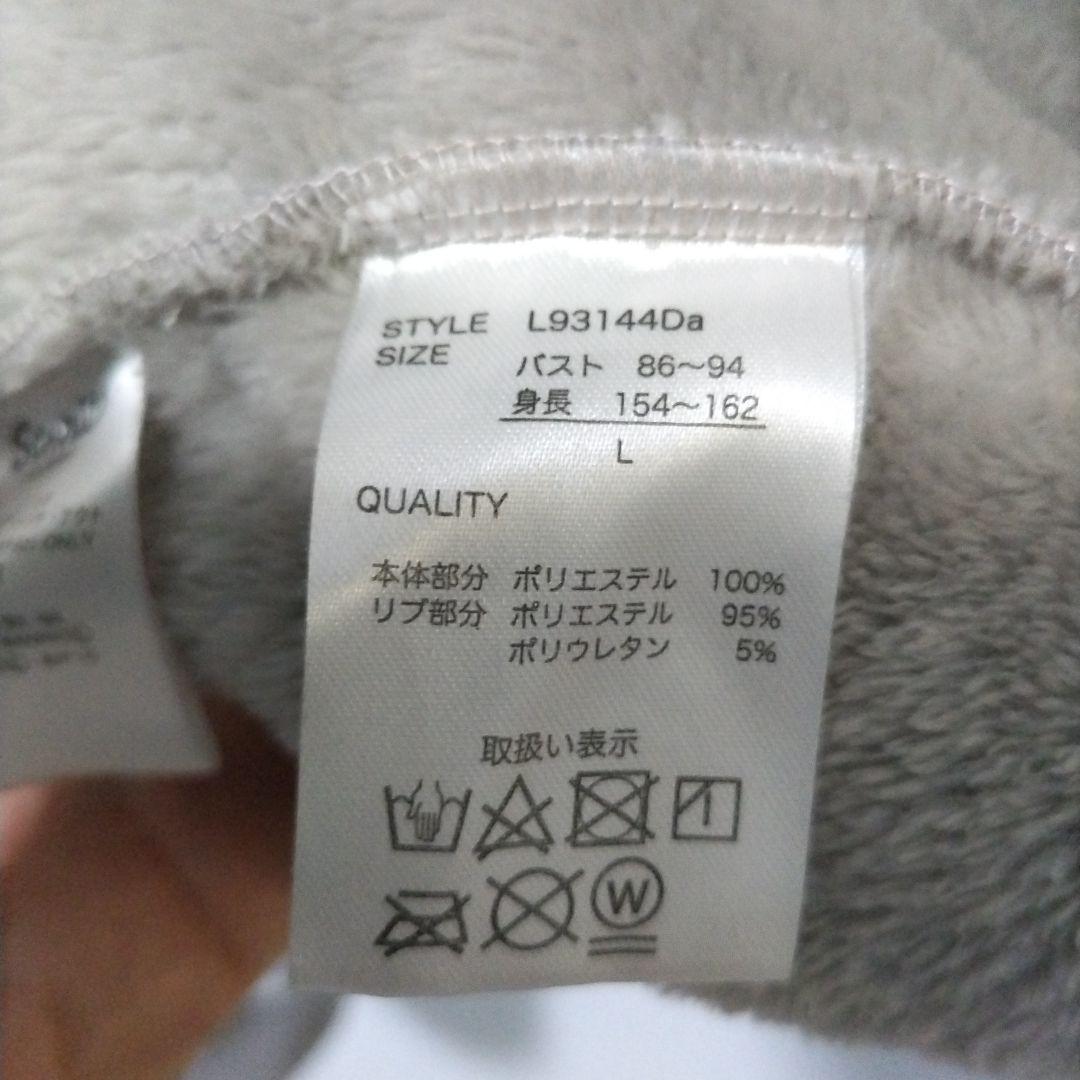 STYLE L93144Da
SIZE バスト 86～94
身長 154～162
L
QUALITY
本体部分 ポリエステル 100%
リブ部分 ポリエステル 95%
ポリウレタン 5%
取扱い表示
W
ONLY